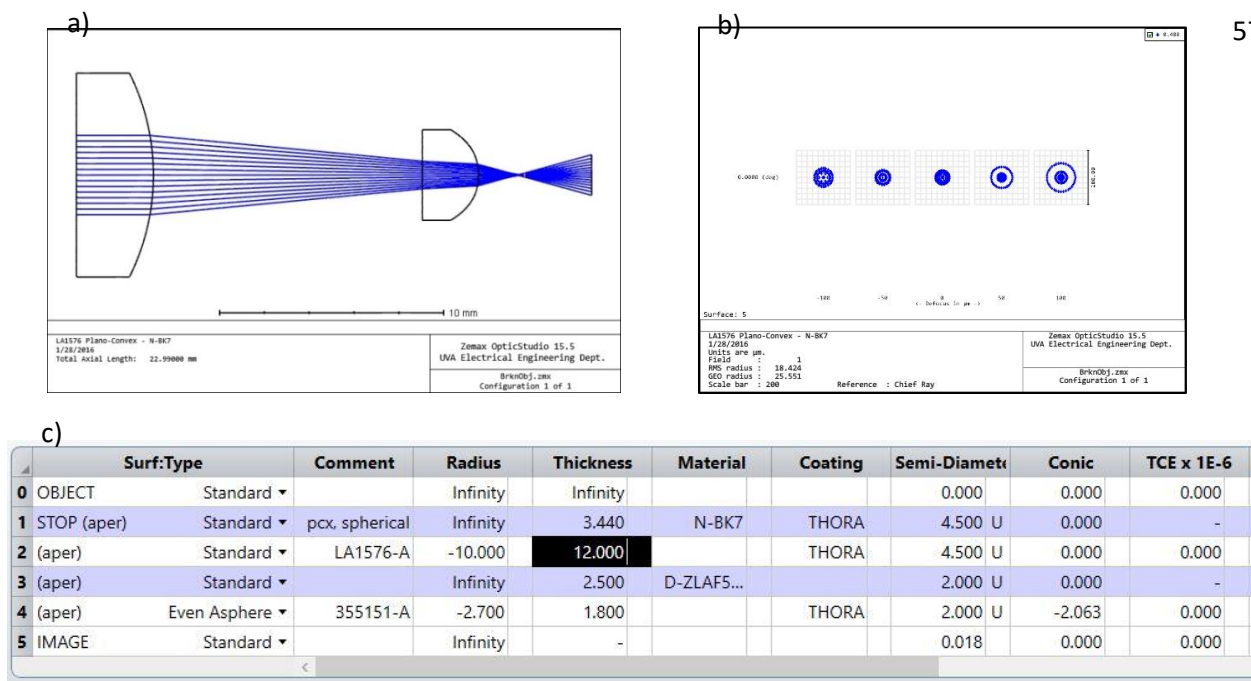 a)
b)
5
10 mm
LA1576 Plano-Convex - N-BK7
1/28/2016
Total Axial Length: 22.99000 mm
Zemax OpticStudio 15.5
UVA Electrical Engineering Dept.
BrknObj.zmx
Configuration 1 of 1
0.0000 (deg)
200.00
-100 -50 0 50 100
<- Defocus in µm ->
Surface: 5
LA1576 Plano-Convex - N-BK7
1/28/2016
Units are µm.
Field : 1
RMS radius : 18.424
GEO radius : 25.551
Scale bar : 200 Reference : Chief Ray
Zemax OpticStudio 15.5
UVA Electrical Engineering Dept.
BrknObj.zmx
Configuration 1 of 1
c)
Surf:Type Comment Radius Thickness Material Coating Semi-Diamete Conic TCE x 1E-6
0 OBJECT Standard Infinity Infinity 0.000 0.000 0.000
1 STOP (aper) Standard pcx, spherical Infinity 3.440 N-BK7 THORA 4.500 U 0.000 -
2 (aper) Standard LA1576-A -10.000 12.000 THORA 4.500 U 0.000 0.000
3 (aper) Standard Infinity 2.500 D-ZLAF5... 2.000 U 0.000 -
4 (aper) Even Asphere 355151-A -2.700 1.800 THORA 2.000 U -2.063 0.000
5 IMAGE Standard Infinity - 0.018 0.000 0.000